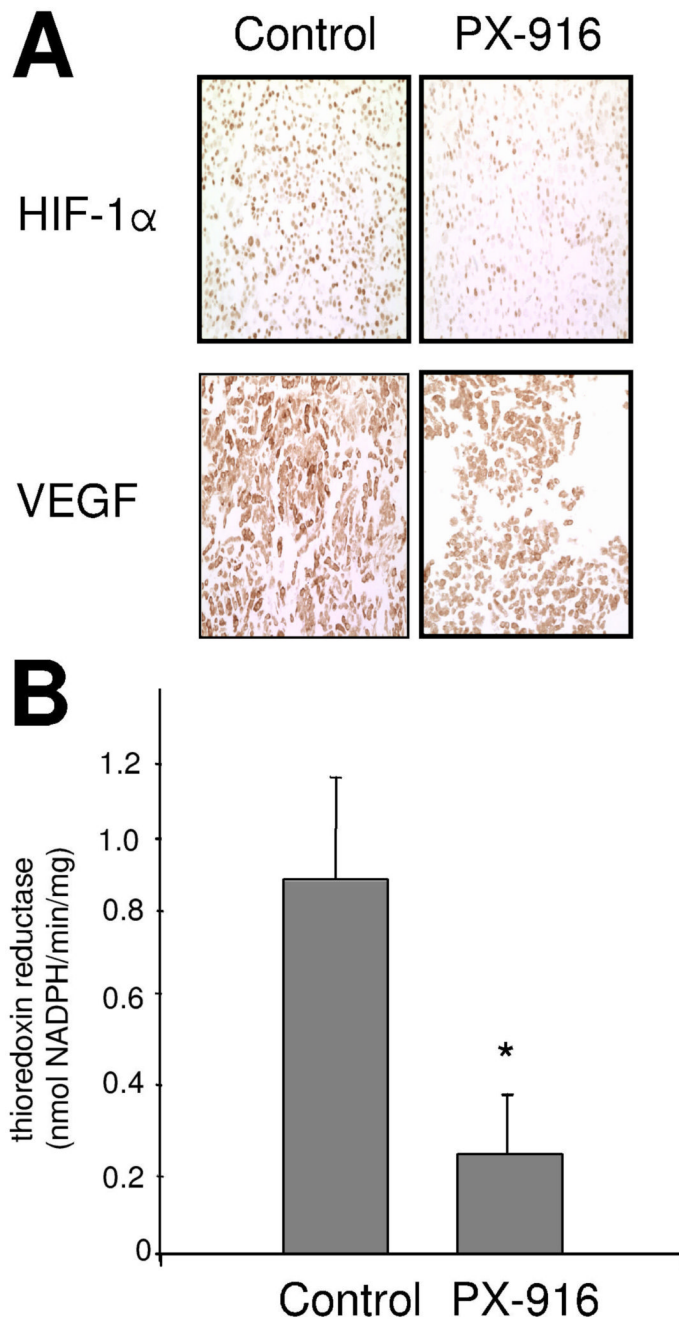 A
Control PX-916
HIF-1α
VEGF
B
thioredoxin reductase
(nmol NADPH/min/mg)
1.2
1.0
0.8
0.6
0.4
0.2
0
*
Control PX-916